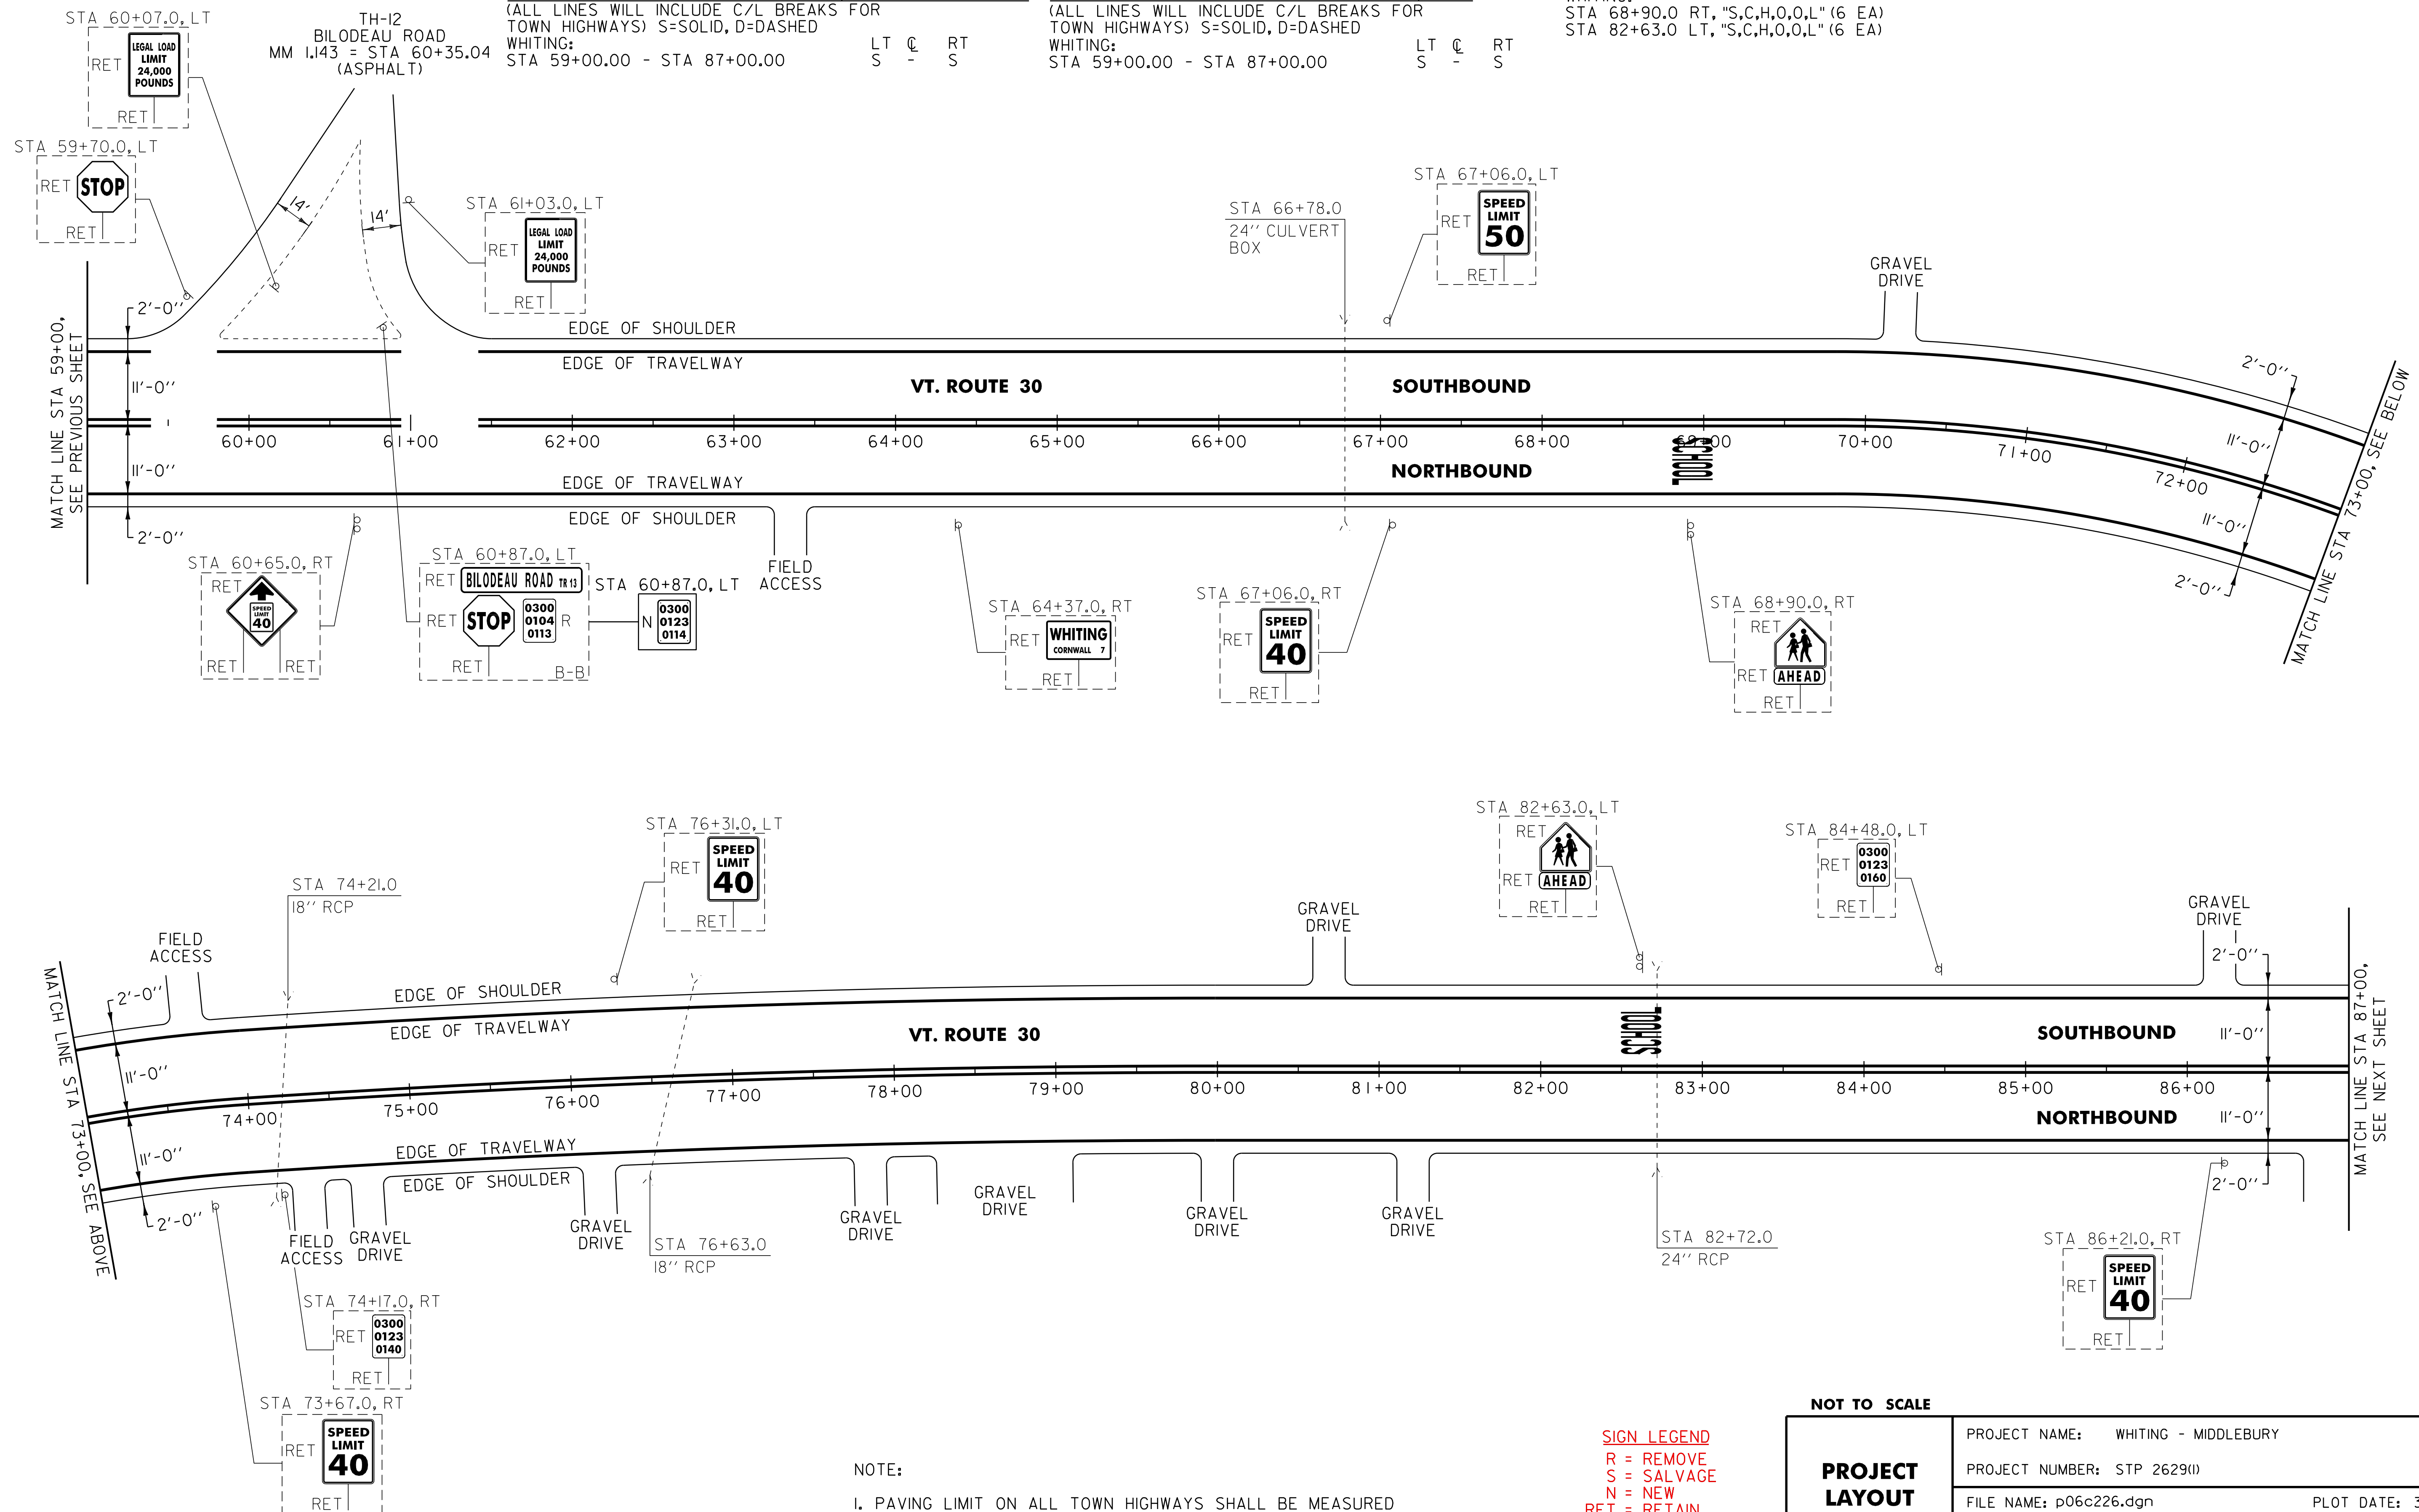 STA 60+07.0, LT
RET
LEGAL LOAD
LIMIT
24,000
POUNDS
RET
TH-12
BILODEAU ROAD
MM 1.143 = STA 60+35.04
(ASPHALT)
(ALL LINES WILL INCLUDE C/L BREAKS FOR
TOWN HIGHWAYS) S=SOLID, D=DASHED
WHITING: LT ℄ RT
STA 59+00.00 - STA 87+00.00 S - S
(ALL LINES WILL INCLUDE C/L BREAKS FOR
TOWN HIGHWAYS) S=SOLID, D=DASHED
WHITING: LT ℄ RT
STA 59+00.00 - STA 87+00.00 S - S
STA 68+90.0 RT, "S,C,H,O,O,L" (6 EA)
STA 82+63.0 LT, "S,C,H,O,O,L" (6 EA)
STA 59+70.0, LT
RET STOP
RET
14'
14'
STA 61+03.0, LT
RET
LEGAL LOAD
LIMIT
24,000
POUNDS
RET
STA 66+78.0
24'' CULVERT
BOX
STA 67+06.0, LT
RET
SPEED
LIMIT
50
RET
GRAVEL
DRIVE
MATCH LINE STA 59+00,
SEE PREVIOUS SHEET
2'-0''
11'-0''
11'-0''
2'-0''
EDGE OF SHOULDER
EDGE OF TRAVELWAY
VT. ROUTE 30
SOUTHBOUND
60+00 61+00 62+00 63+00 64+00 65+00 66+00 67+00 68+00 69+00 70+00 71+00 72+00
SCHOOL
NORTHBOUND
EDGE OF TRAVELWAY
EDGE OF SHOULDER
2'-0''
11'-0''
11'-0''
2'-0''
MATCH LINE STA 73+00, SEE BELOW
STA 60+65.0, RT
RET
SPEED
LIMIT
40
RET RET
STA 60+87.0, LT
RET BILODEAU ROAD TR 13
RET STOP
0300
0104
0113
R
RET
B-B
STA 60+87.0, LT
N
0300
0123
0114
FIELD
ACCESS
STA 64+37.0, RT
RET
WHITING
CORNWALL 7
RET
STA 67+06.0, RT
RET
SPEED
LIMIT
40
RET
STA 68+90.0, RT
RET
RET AHEAD
RET
STA 74+21.0
18'' RCP
STA 76+31.0, LT
RET
SPEED
LIMIT
40
RET
STA 82+63.0, LT
RET
RET AHEAD
RET
STA 84+48.0, LT
RET
0300
0123
0160
RET
FIELD
ACCESS
GRAVEL
DRIVE
GRAVEL
DRIVE
MATCH LINE STA 73+00, SEE ABOVE
2'-0''
11'-0''
11'-0''
2'-0''
EDGE OF SHOULDER
EDGE OF TRAVELWAY
VT. ROUTE 30
SCHOOL
SOUTHBOUND
74+00 75+00 76+00 77+00 78+00 79+00 80+00 81+00 82+00 83+00 84+00 85+00 86+00
NORTHBOUND
EDGE OF TRAVELWAY
EDGE OF SHOULDER
2'-0''
11'-0''
11'-0''
2'-0''
MATCH LINE STA 87+00,
SEE NEXT SHEET
FIELD
ACCESS
GRAVEL
DRIVE
GRAVEL
DRIVE
STA 76+63.0
18'' RCP
GRAVEL
DRIVE
GRAVEL
DRIVE
GRAVEL
DRIVE
GRAVEL
DRIVE
STA 82+72.0
24'' RCP
STA 86+21.0, RT
RET
SPEED
LIMIT
40
RET
STA 74+17.0, RT
RET
0300
0123
0140
RET
STA 73+67.0, RT
RET
SPEED
LIMIT
40
RET
NOTE:
1. PAVING LIMIT ON ALL TOWN HIGHWAYS SHALL BE MEASURED
SIGN LEGEND
R = REMOVE
S = SALVAGE
N = NEW
RET = RETAIN
NOT TO SCALE
PROJECT
LAYOUT
PROJECT NAME: WHITING - MIDDLEBURY
PROJECT NUMBER: STP 2629(1)
FILE NAME: p06c226.dgn
PLOT DATE: